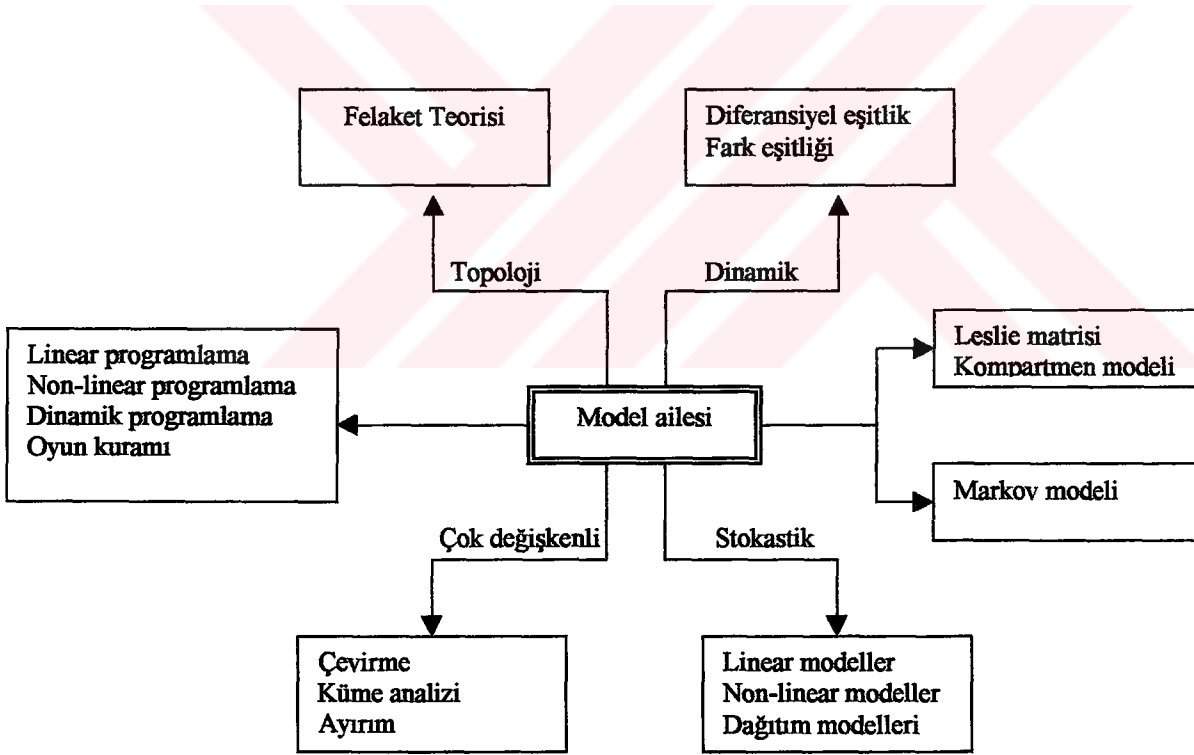 Felaket Teorisi
Diferansiyel eşitlik
Fark eşitliği
Topoloji
Dinamik
Linear programlama
Non-linear programlama
Dinamik programlama
Oyun kuramı
Model ailesi
Leslie matrisi
Kompartmen modeli
Markov modeli
Çok değişkenli
Stokastik
Çevirme
Küme analizi
Ayırım
Linear modeller
Non-linear modeller
Dağıtım modelleri